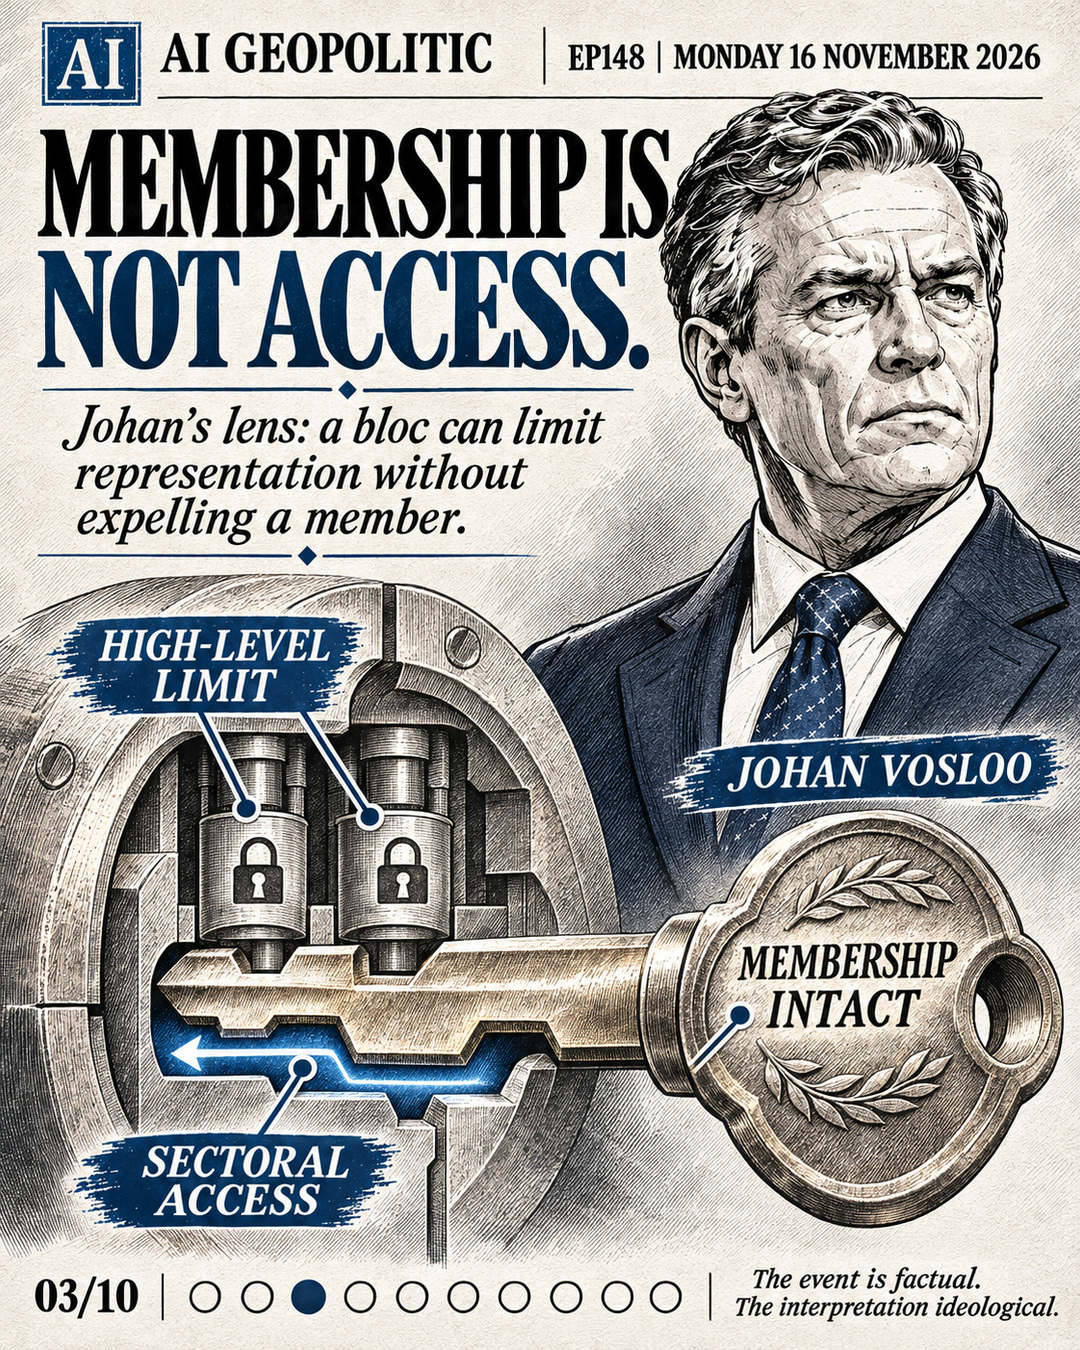 AI
AI GEOPOLITIC
EP148 | MONDAY 16 NOVEMBER 2026
MEMBERSHIP IS
NOT ACCESS.
Johan's lens: a bloc can limit
representation without
expelling a member.
HIGH-LEVEL
LIMIT
JOHAN VOSLOO
MEMBERSHIP
INTACT
SECTORAL
ACCESS
03/10
The event is factual.
The interpretation ideological.